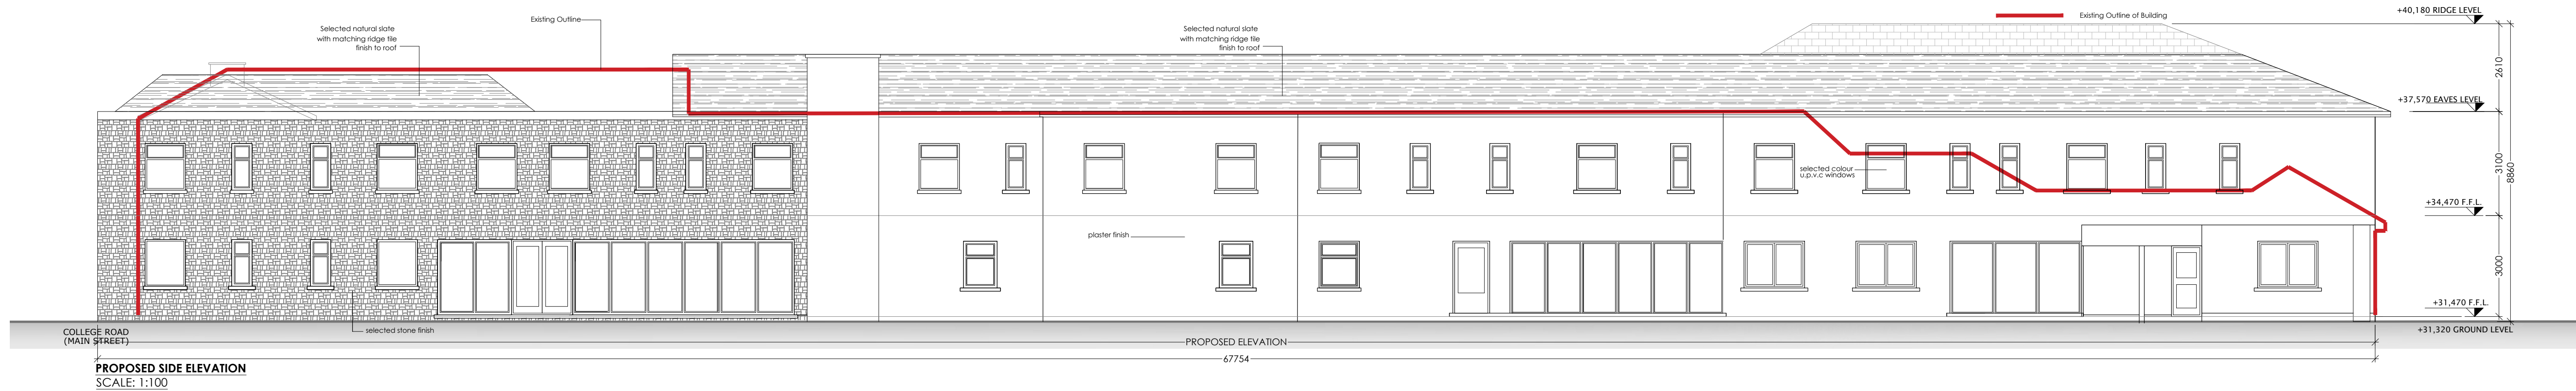 Existing Outline
Selected natural slate
with matching ridge tile
finish to roof
Selected natural slate
with matching ridge tile
finish to roof
Existing Outline of Building
+40,180 RIDGE LEVEL
2610
+37,570 EAVES LEVEL
3100
8860
selected colour
u.p.v.c windows
+34,470 F.F.L.
plaster finish
3000
+31,470 F.F.L.
+31,320 GROUND LEVEL
selected stone finish
COLLEGE ROAD
(MAIN STREET)
PROPOSED ELEVATION
67754
PROPOSED SIDE ELEVATION
SCALE: 1:100